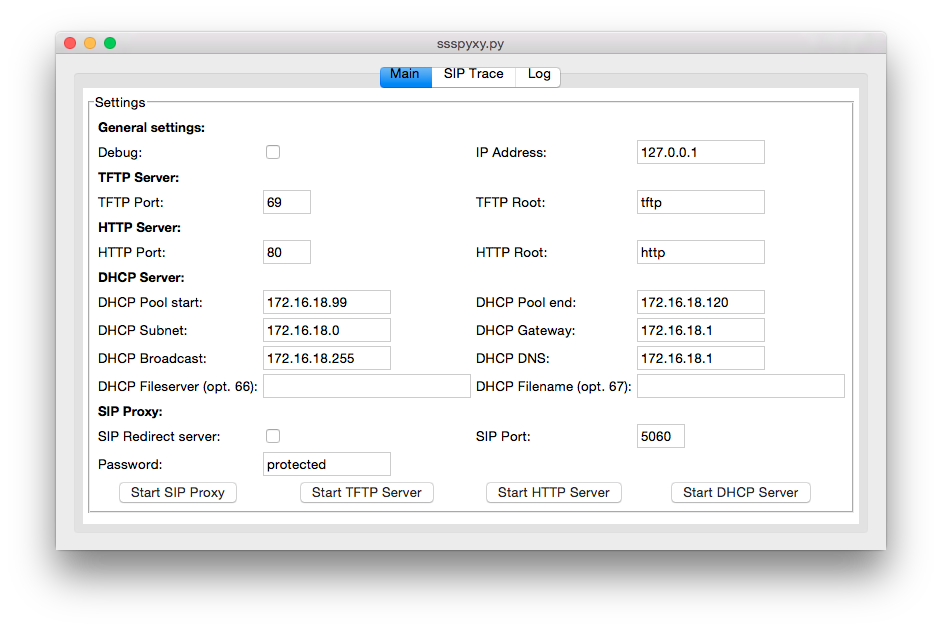 ssspyxy.py
Main SIP Trace Log
Settings
General settings:
Debug: IP Address: 127.0.0.1
TFTP Server:
TFTP Port: 69 TFTP Root: tftp
HTTP Server:
HTTP Port: 80 HTTP Root: http
DHCP Server:
DHCP Pool start: 172.16.18.99 DHCP Pool end: 172.16.18.120
DHCP Subnet: 172.16.18.0 DHCP Gateway: 172.16.18.1
DHCP Broadcast: 172.16.18.255 DHCP DNS: 172.16.18.1
DHCP Fileserver (opt. 66): DHCP Filename (opt. 67):
SIP Proxy:
SIP Redirect server: SIP Port: 5060
Password: protected
Start SIP Proxy Start TFTP Server Start HTTP Server Start DHCP Server